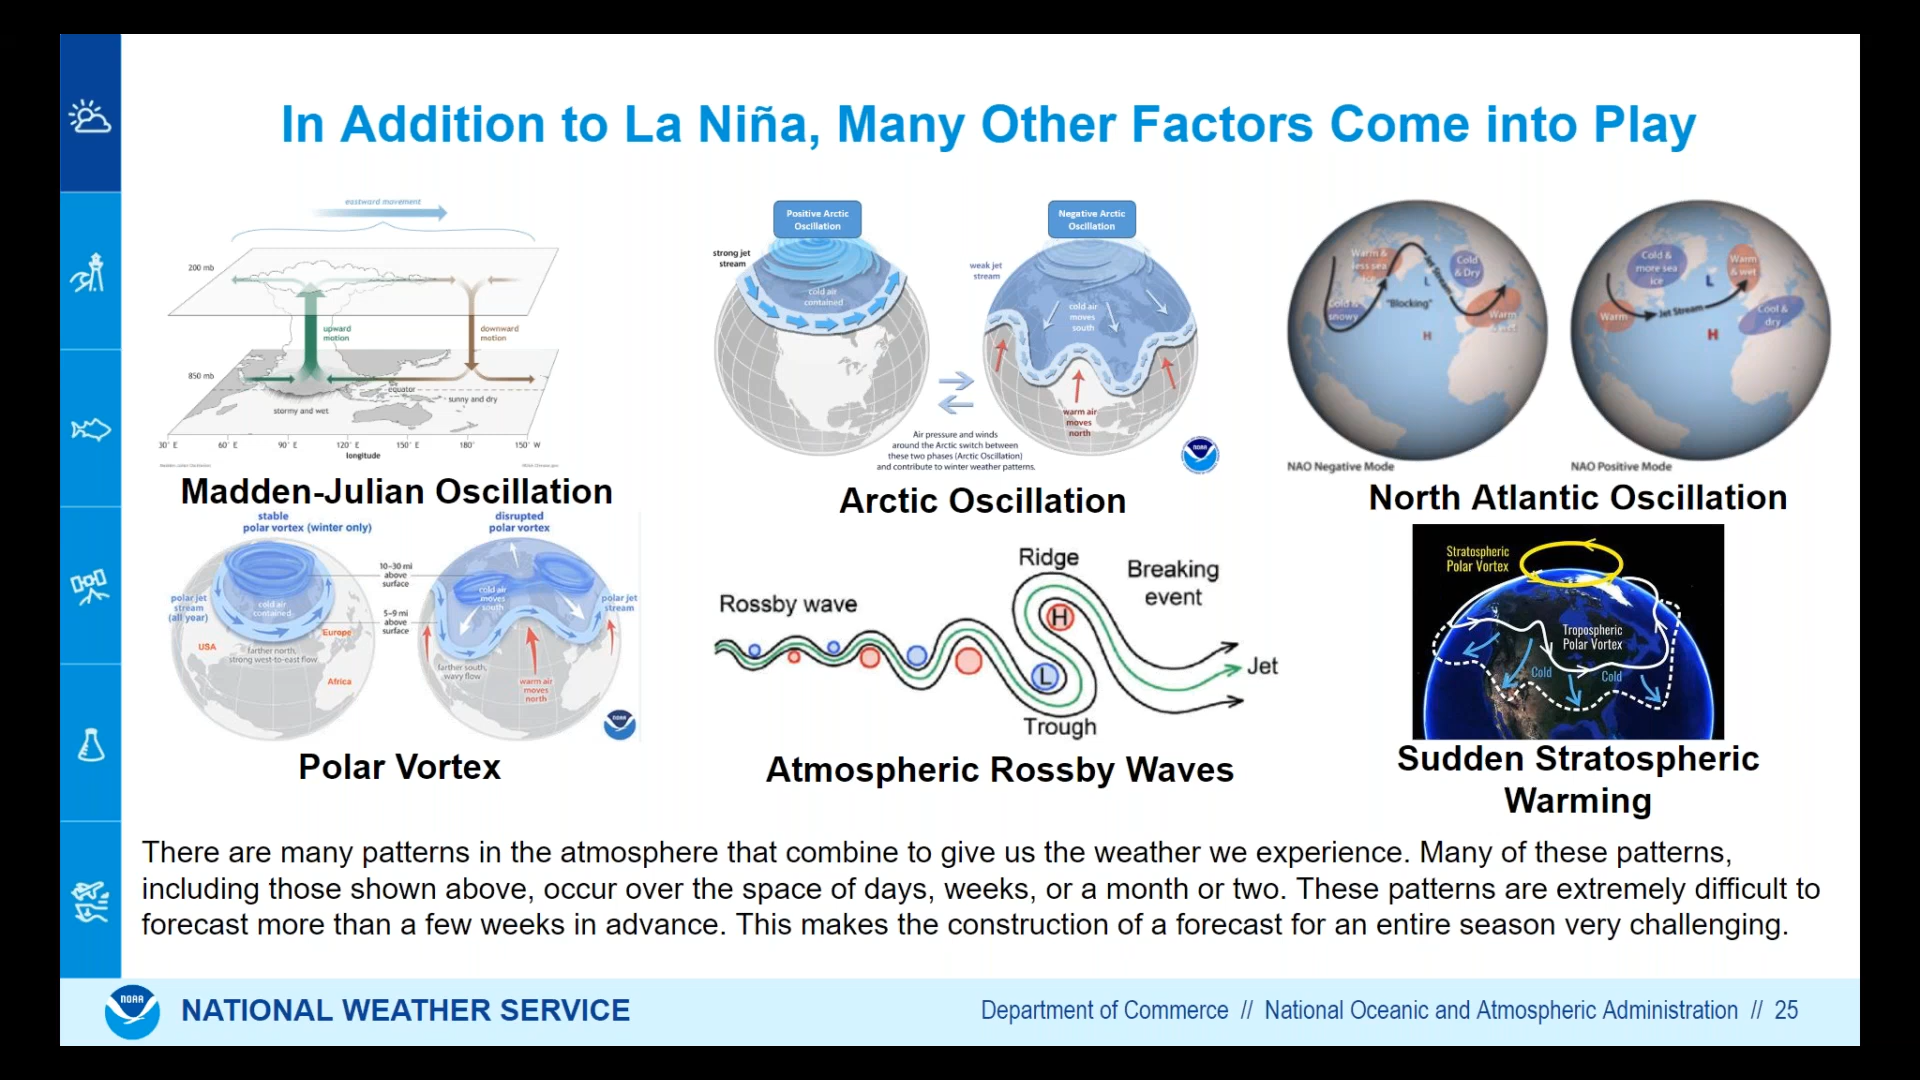 In Addition to La Niña, Many Other Factors Come into Play
eastward movement
200 mb
upward
motion
downward
motion
850 mb
equator
sunny and dry
stormy and wet
30° E 60° E 90° E 120° E 150° E 180° 150° W
longitude
Madden-Julian Oscillation
Positive Arctic
Oscillation
Negative Arctic
Oscillation
strong jet
stream
weak jet
stream
cold air
contained
cold air
moves
south
warm air
moves
north
Air pressure and winds
around the Arctic switch between
these two phases (Arctic Oscillation)
and contribute to winter weather patterns.
NOAA
Arctic Oscillation
Warm &
less sea
Cold &
snowy
"Blocking"
Jet Stream
L
H
Cold
& Dry
Warm
& wet
NAO Negative Mode
Cold &
more sea
ice
Warm
& wet
L
Warm
Jet Stream
Cool &
dry
H
NAO Positive Mode
North Atlantic Oscillation
stable
polar vortex (winter only)
disrupted
polar vortex
10–30 mi
above
surface
5–9 mi
above
surface
polar jet
stream
(all year)
cold air
contained
USA
Europe
farther north,
strong west-to-east flow
Africa
cold air
moves
south
polar jet
stream
farther south,
wavy flow
warm air
moves
north
NOAA
Polar Vortex
Rossby wave
Ridge
Breaking
event
H
L
Jet
Trough
Atmospheric Rossby Waves
Stratospheric
Polar Vortex
Tropospheric
Polar Vortex
Cold
Cold
Sudden Stratospheric
Warming
There are many patterns in the atmosphere that combine to give us the weather we experience. Many of these patterns,
including those shown above, occur over the space of days, weeks, or a month or two. These patterns are extremely difficult to
forecast more than a few weeks in advance. This makes the construction of a forecast for an entire season very challenging.
NOAA
NATIONAL WEATHER SERVICE
Department of Commerce // National Oceanic and Atmospheric Administration // 25